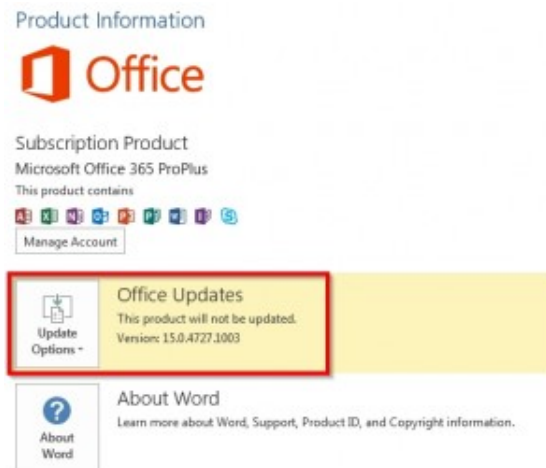 Product Information
Office
Subscription Product
Microsoft Office 365 ProPlus
This product contains
Manage Account
Office Updates
This product will not be updated.
Version: 15.0.4727.1003
Update
Options
About Word
Learn more about Word, Support, Product ID, and Copyright information.
About
Word